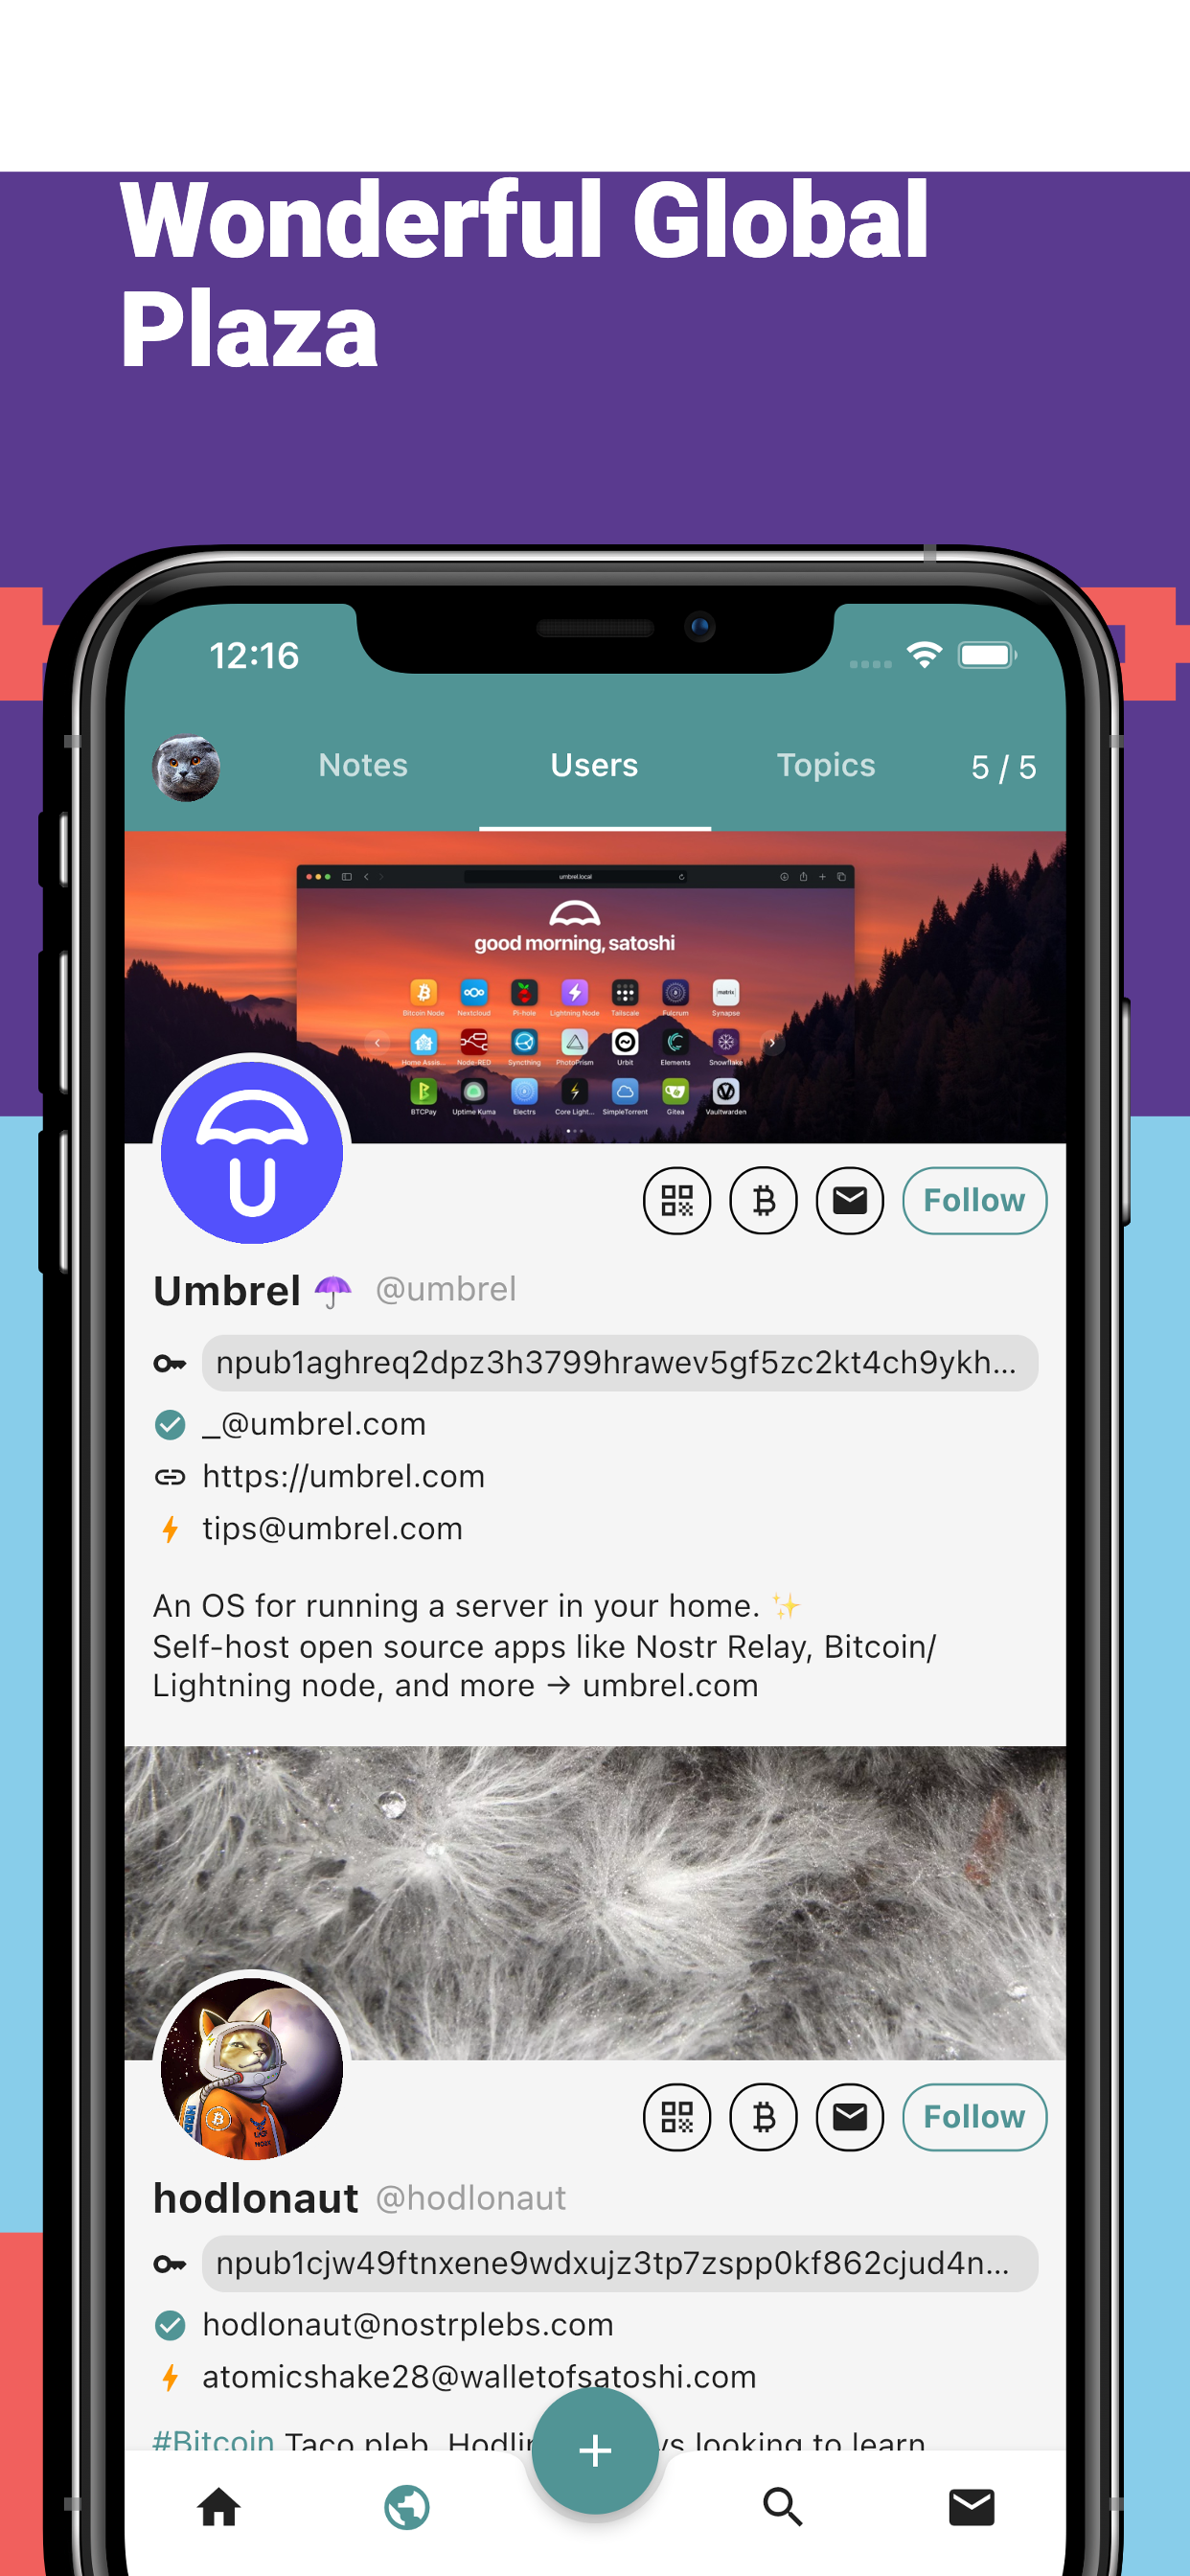 Wonderful Global
Plaza
12:16
Notes
Users
Topics
5 / 5
umbrel.local
good morning, satoshi
Bitcoin Node
Nextcloud
Pi-hole
Lightning Node
Tailscale
Fulcrum
matrix
Synapse
Home Assis...
Node-RED
Syncthing
PhotoPrism
Urbit
Elements
Snowflake
BTCPay
Uptime Kuma
Electrs
Core Light...
SimpleTorrent
Gitea
Vaultwarden
Follow
Umbrel ☂ @umbrel
npub1aghreq2dpz3h3799hrawev5gf5zc2kt4ch9ykh...
_@umbrel.com
https://umbrel.com
tips@umbrel.com
An OS for running a server in your home. ✨
Self-host open source apps like Nostr Relay, Bitcoin/
Lightning node, and more → umbrel.com
Follow
hodlonaut @hodlonaut
npub1cjw49ftnxene9wdxujz3tp7zspp0kf862cjud4n...
hodlonaut@nostrplebs.com
atomicshake28@walletofsatoshi.com
#Bitcoin Taco pleb. looking to learn